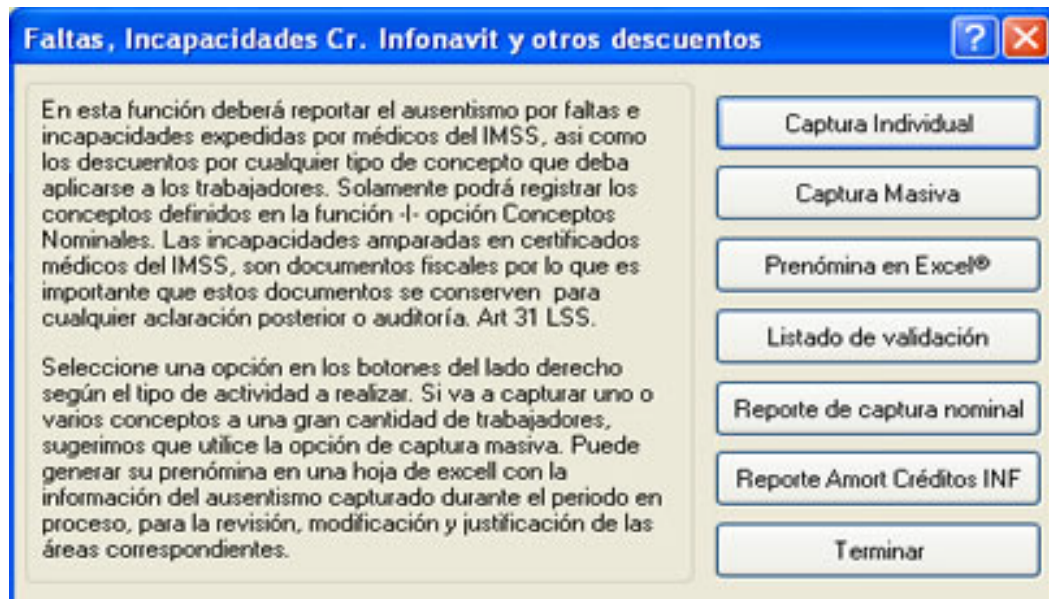 Faltas, Incapacidades Cr. Infonavit y otros descuentos
En esta función deberá reportar el ausentismo por faltas e
incapacidades expedidas por médicos del IMSS, asi como
los descuentos por cualquier tipo de concepto que deba
aplicarse a los trabajadores. Solamente podrá registrar los
conceptos definidos en la función -I- opción Conceptos
Nominales. Las incapacidades amparadas en certificados
médicos del IMSS, son documentos fiscales por lo que es
importante que estos documentos se conserven para
cualquier aclaración posterior o auditoría. Art 31 LSS.
Seleccione una opción en los botones del lado derecho
según el tipo de actividad a realizar. Si va a capturar uno o
varios conceptos a una gran cantidad de trabajadores,
sugerimos que utilice la opción de captura masiva. Puede
generar su prenómina en una hoja de excell con la
información del ausentismo capturado durante el periodo en
proceso, para la revisión, modificación y justificación de las
áreas correspondientes.
Captura Individual
Captura Masiva
Prenómina en Excel®
Listado de validación
Reporte de captura nominal
Reporte Amort Créditos INF
Terminar